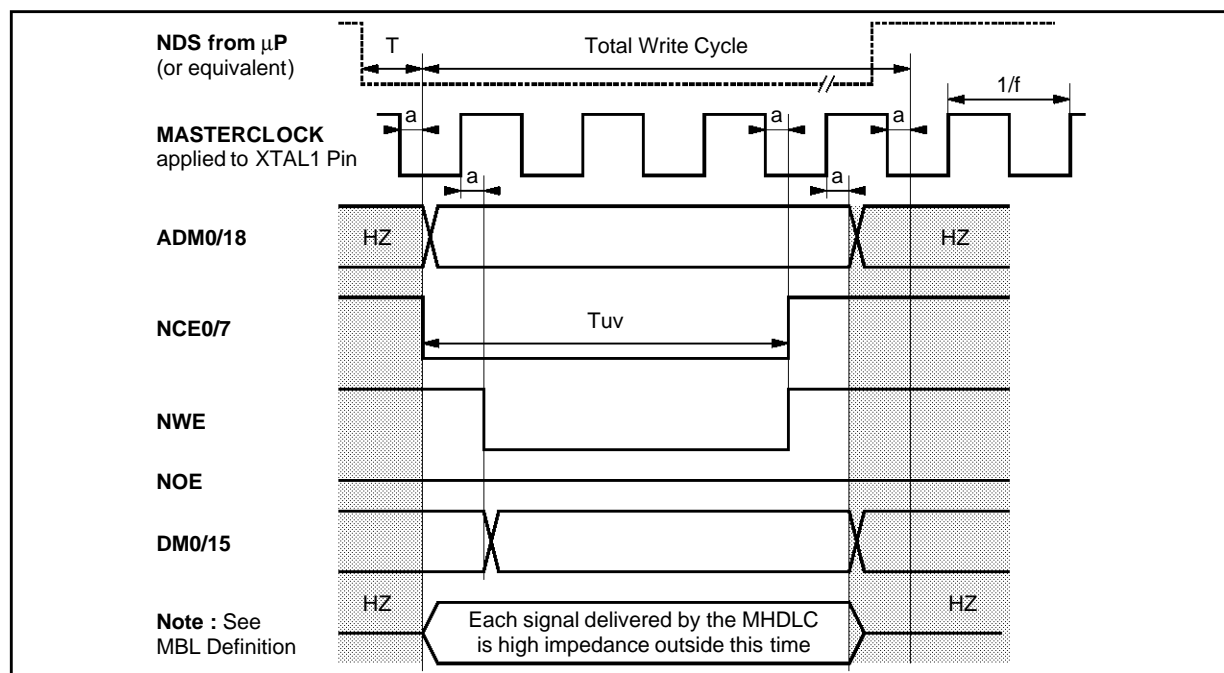 NDS from µP
(or equivalent)
T
Total Write Cycle
1/f
a
a
a
MASTERCLOCK
applied to XTAL1 Pin
a
a
ADM0/18
HZ
HZ
NCE0/7
Tuv
NWE
NOE
DM0/15
HZ
HZ
Note : See
MBL Definition
Each signal delivered by the MHDLC
is high impedance outside this time